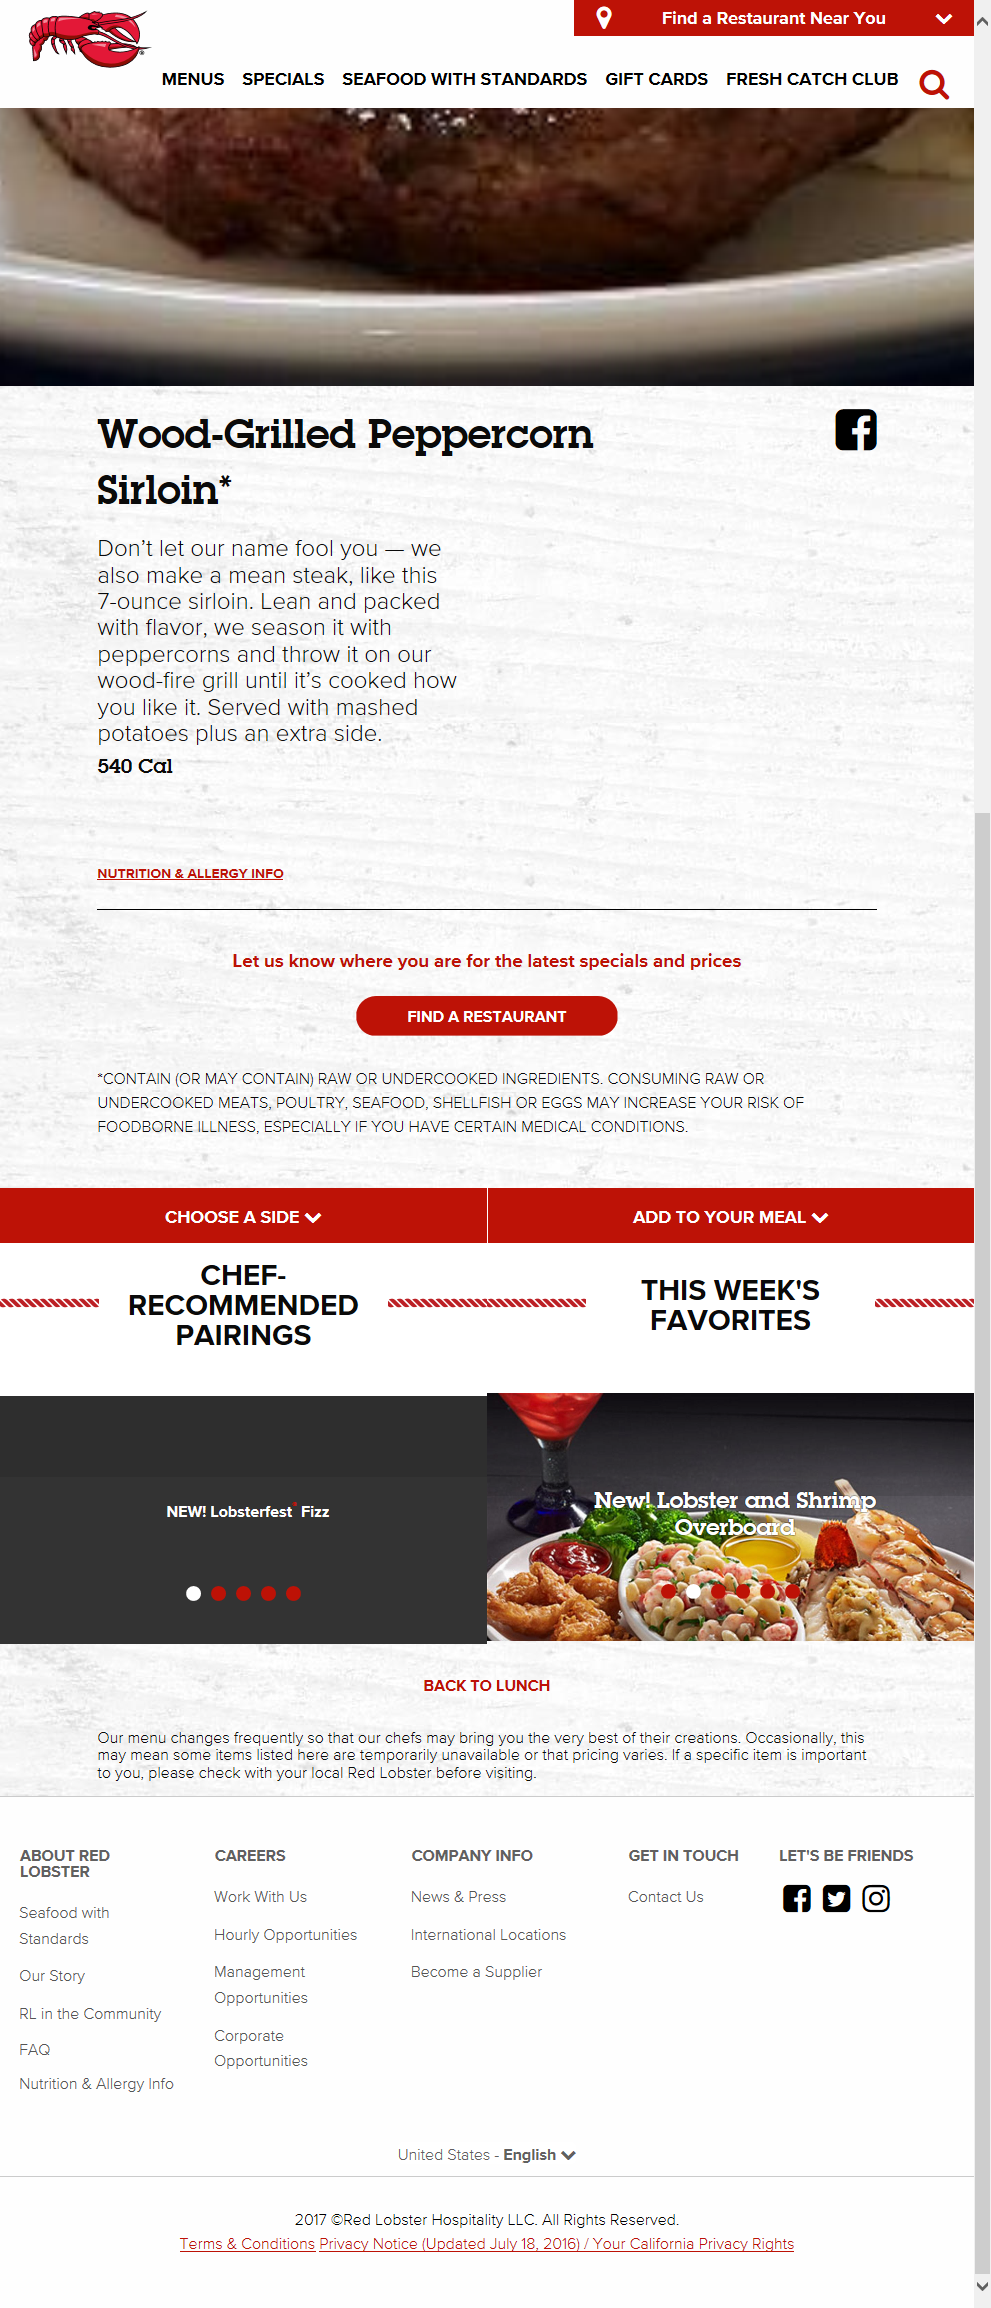 Find a Restaurant Near You
MENUS SPECIALS SEAFOOD WITH STANDARDS GIFT CARDS FRESH CATCH CLUB
Wood-Grilled Peppercorn
Sirloin*
Don't let our name fool you — we
also make a mean steak, like this
7-ounce sirloin. Lean and packed
with flavor, we season it with
peppercorns and throw it on our
wood-fire grill until it's cooked how
you like it. Served with mashed
potatoes plus an extra side.
540 Cal
NUTRITION & ALLERGY INFO
Let us know where you are for the latest specials and prices
FIND A RESTAURANT
*CONTAIN (OR MAY CONTAIN) RAW OR UNDERCOOKED INGREDIENTS. CONSUMING RAW OR
UNDERCOOKED MEATS, POULTRY, SEAFOOD, SHELLFISH OR EGGS MAY INCREASE YOUR RISK OF
FOODBORNE ILLNESS, ESPECIALLY IF YOU HAVE CERTAIN MEDICAL CONDITIONS.
CHOOSE A SIDE
ADD TO YOUR MEAL
CHEF-
RECOMMENDED
PAIRINGS
THIS WEEK'S
FAVORITES
NEW! Lobsterfest® Fizz
New! Lobster and Shrimp
Overboard
BACK TO LUNCH
Our menu changes frequently so that our chefs may bring you the very best of their creations. Occasionally, this
may mean some items listed here are temporarily unavailable or that pricing varies. If a specific item is important
to you, please check with your local Red Lobster before visiting.
ABOUT RED
LOBSTER
Seafood with
Standards
Our Story
RL in the Community
FAQ
Nutrition & Allergy Info
CAREERS
Work With Us
Hourly Opportunities
Management
Opportunities
Corporate
Opportunities
COMPANY INFO
News & Press
International Locations
Become a Supplier
GET IN TOUCH
Contact Us
LET'S BE FRIENDS
United States - English
2017 ©Red Lobster Hospitality LLC. All Rights Reserved.
Terms & Conditions Privacy Notice (Updated July 18, 2016) / Your California Privacy Rights